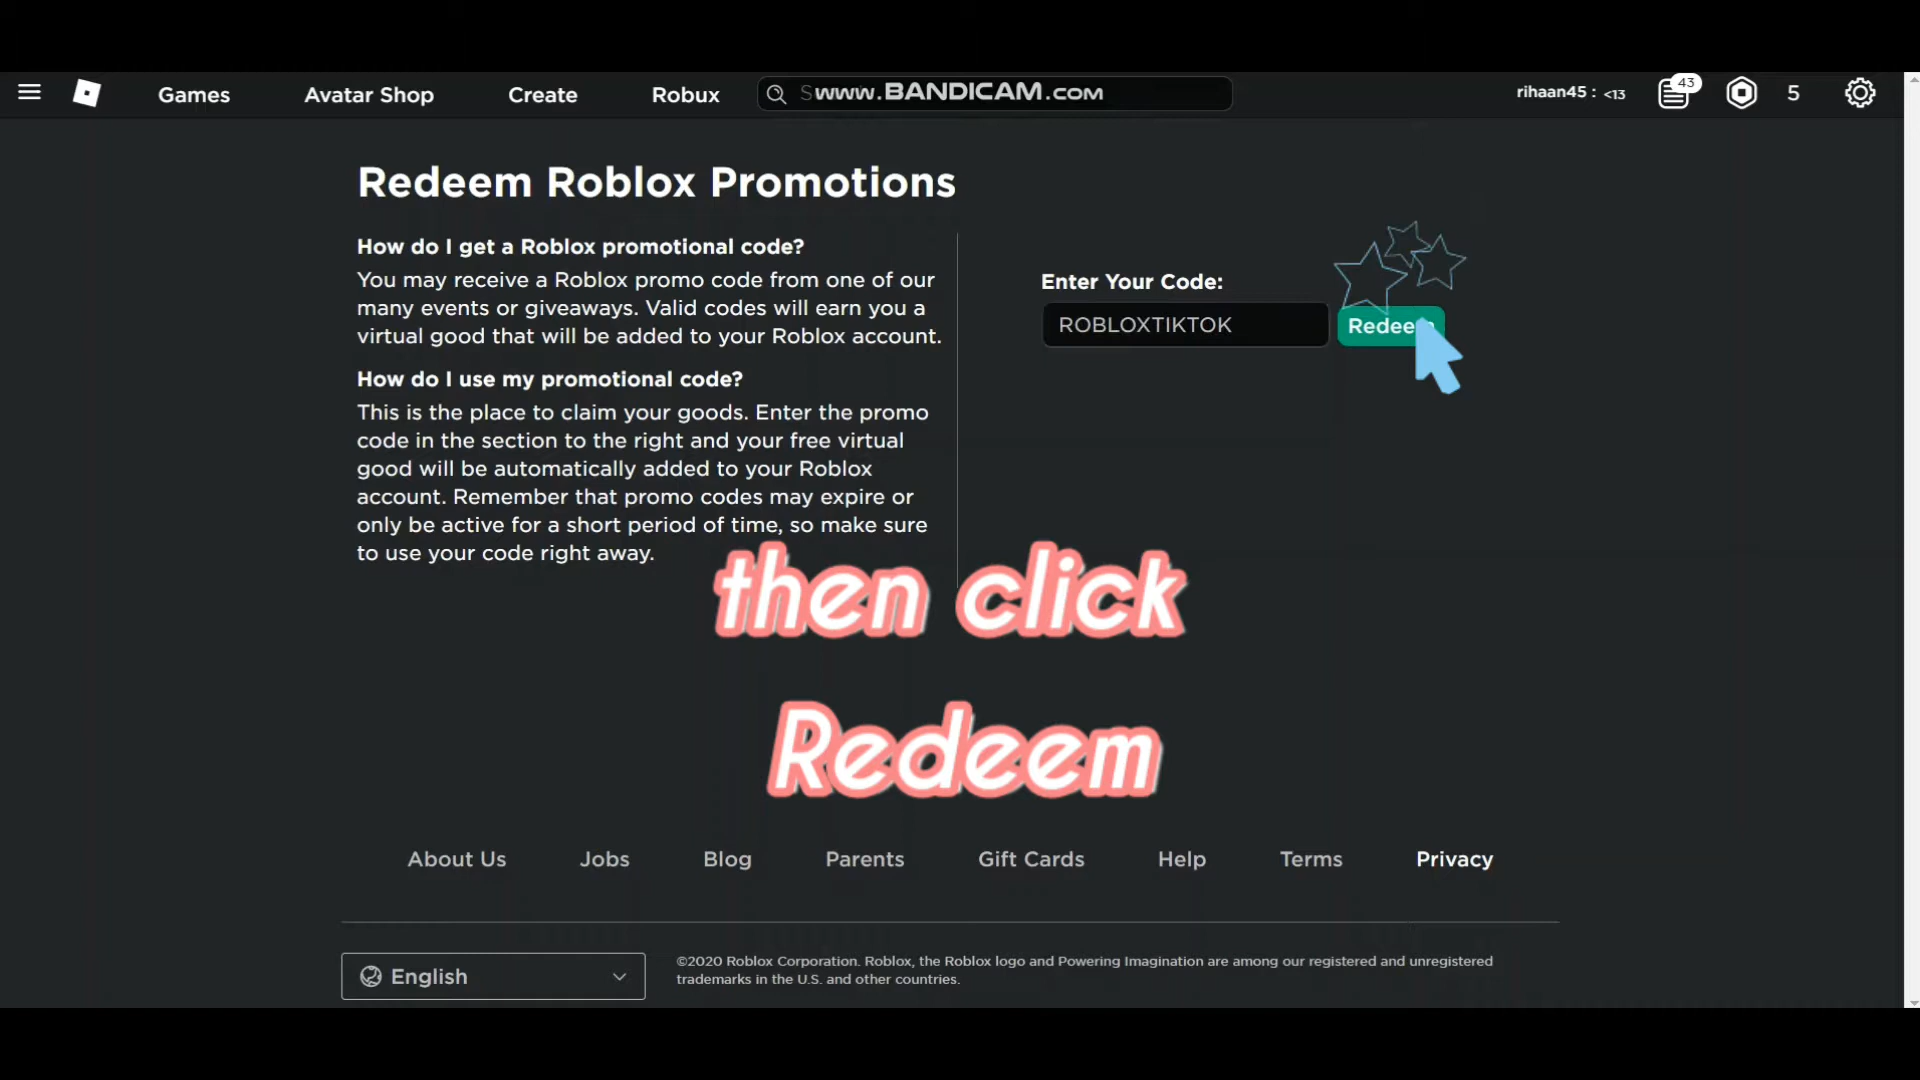 Games Avatar Shop Create Robux www.BANDICAM.COM rihaan45 : <13 43 5
Redeem Roblox Promotions
How do I get a Roblox promotional code?
You may receive a Roblox promo code from one of our
many events or giveaways. Valid codes will earn you a
virtual good that will be added to your Roblox account.
How do I use my promotional code?
This is the place to claim your goods. Enter the promo
code in the section to the right and your free virtual
good will be automatically added to your Roblox
account. Remember that promo codes may expire or
only be active for a short period of time, so make sure
to use your code right away.
Enter Your Code:
ROBLOXTIKTOK Redeem
then click
Redeem
About Us Jobs Blog Parents Gift Cards Help Terms Privacy
English
©2020 Roblox Corporation. Roblox, the Roblox logo and Powering Imagination are among our registered and unregistered
trademarks in the U.S. and other countries.